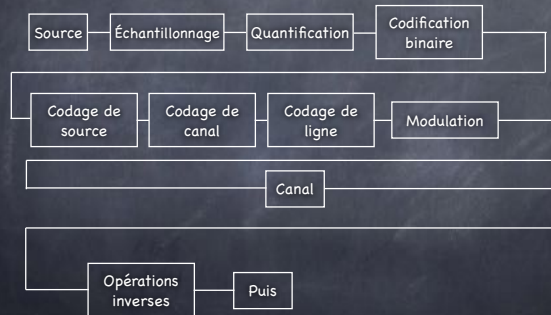 Source
Échantillonnage
Quantification
Codification
binaire
Codage de
source
Codage de
canal
Codage de
ligne
Modulation
Canal
Opérations
inverses
Puis